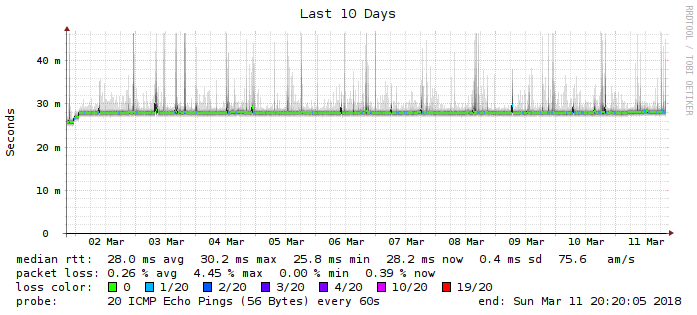 Last 10 Days
RRDTOOL / TOBI OETIKER
Seconds
40 m
30 m
20 m
10 m
0
02 Mar 03 Mar 04 Mar 05 Mar 06 Mar 07 Mar 08 Mar 09 Mar 10 Mar 11 Mar
median rtt: 28.0 ms avg 30.2 ms max 25.8 ms min 28.2 ms now 0.4 ms sd 75.6 am/s
packet loss: 0.26 % avg 4.45 % max 0.00 % min 0.39 % now
loss color: 0 1/20 2/20 3/20 4/20 10/20 19/20
probe: 20 ICMP Echo Pings (56 Bytes) every 60s end: Sun Mar 11 20:20:05 2018